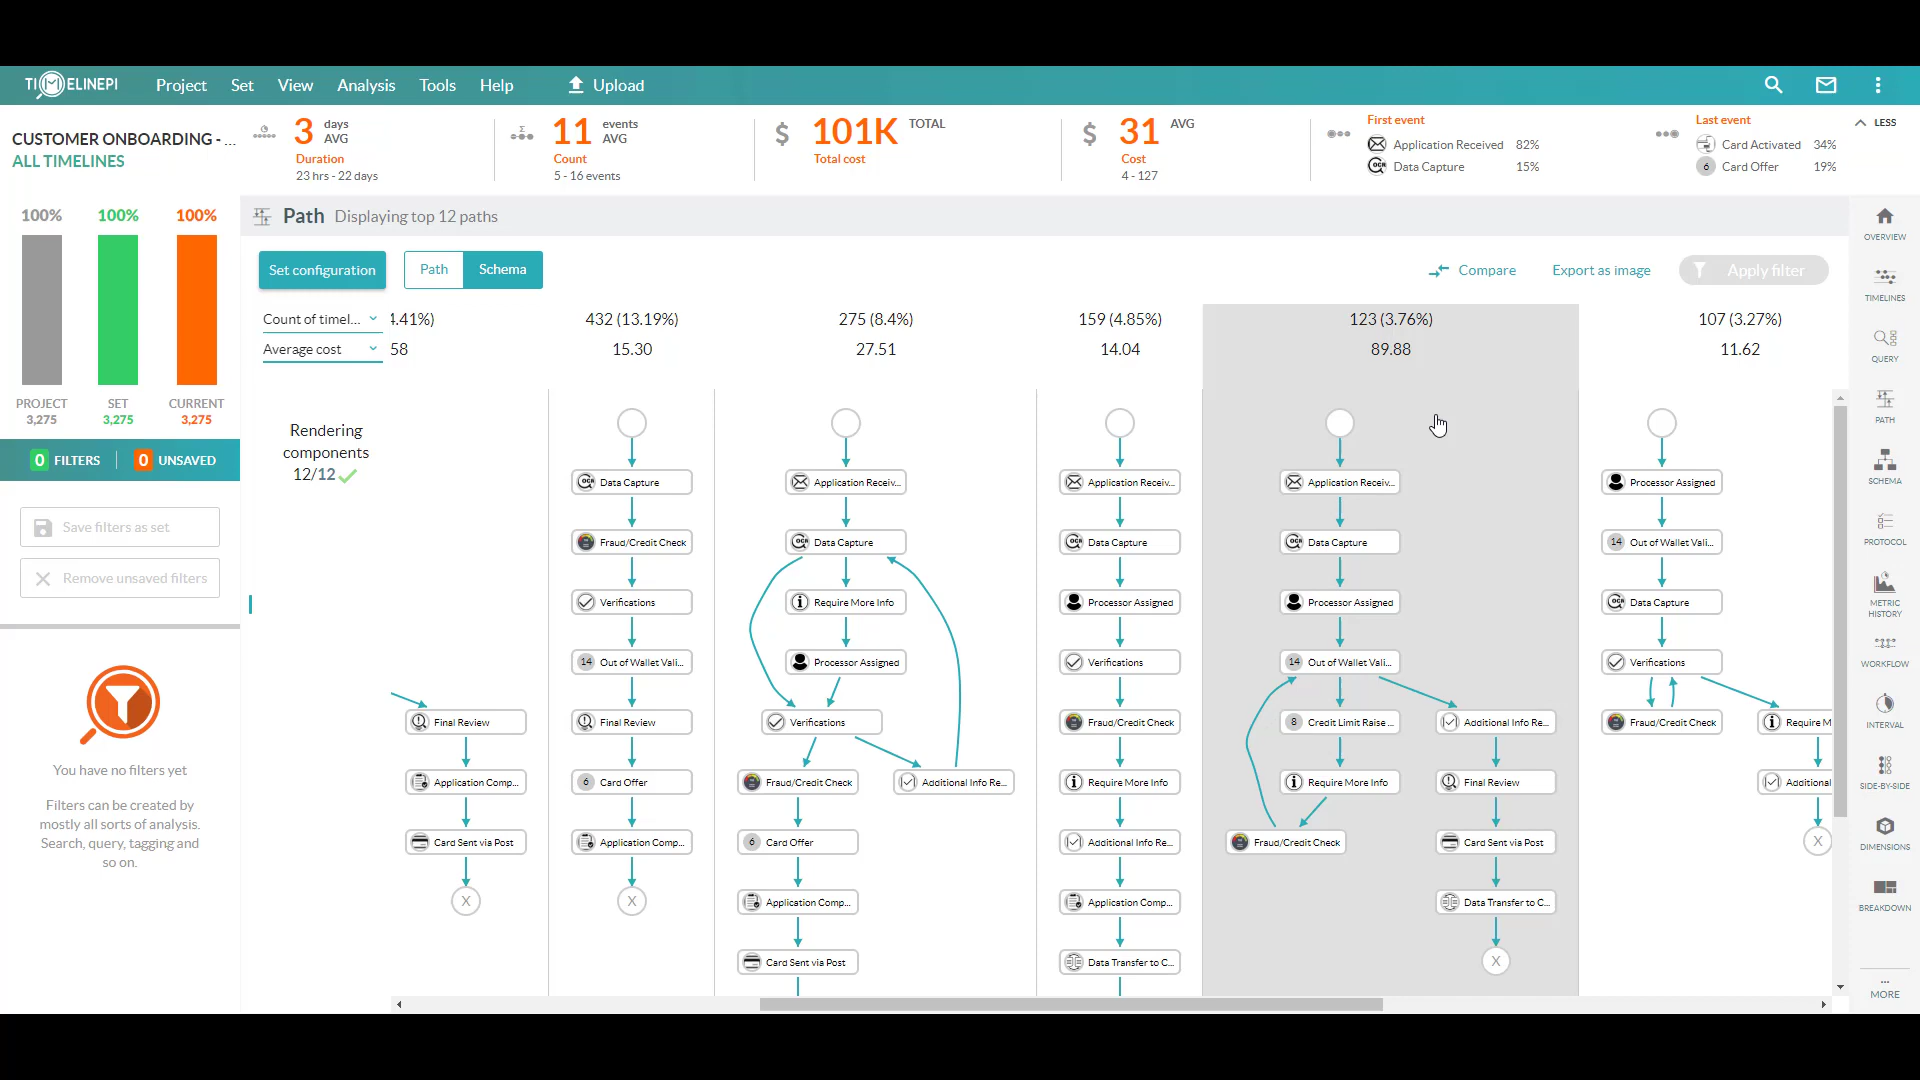 TIMELINEPI
Project Set View Analysis Tools Help Upload
CUSTOMER ONBOARDING - ...
ALL TIMELINES
3 days AVG
Duration
23 hrs - 22 days
11 events AVG
Count
5 - 16 events
$ 101K TOTAL
Total cost
$ 31 AVG
Cost
4 - 127
First event
Application Received 82%
OCR Data Capture 15%
Last event
Card Activated 34%
6 Card Offer 19%
LESS
100% 100% 100%
PROJECT SET CURRENT
3,275 3,275 3,275
0 FILTERS 0 UNSAVED
Save filters as set
Remove unsaved filters
You have no filters yet
Filters can be created by
mostly all sorts of analysis.
Search, query, tagging and
so on.
Path Displaying top 12 paths
Set configuration Path Schema
Compare Export as image Apply filter
Count of timel... 4.41%) 432 (13.19%) 275 (8.4%) 159 (4.85%) 123 (3.76%) 107 (3.27%)
Average cost 58 15.30 27.51 14.04 89.88 11.62
Rendering
components
12/12
Final Review
Application Comp...
Card Sent via Post
X
Data Capture
Fraud/Credit Check
Verifications
14 Out of Wallet Vali...
Final Review
6 Card Offer
Application Comp...
X
Application Receiv...
Data Capture
Require More Info
Processor Assigned
Verifications
Fraud/Credit Check
Additional Info Re...
6 Card Offer
Application Comp...
Card Sent via Post
Application Receiv...
Data Capture
Processor Assigned
Verifications
Fraud/Credit Check
Require More Info
Additional Info Re...
Application Comp...
Data Transfer to C...
Application Receiv...
Data Capture
Processor Assigned
14 Out of Wallet Vali...
8 Credit Limit Raise ...
Additional Info Re...
Require More Info
Final Review
Fraud/Credit Check
Card Sent via Post
Data Transfer to C...
X
Processor Assigned
14 Out of Wallet Vali...
Data Capture
Verifications
Fraud/Credit Check
Require M
Additional
X
OVERVIEW
TIMELINES
QUERY
PATH
SCHEMA
PROTOCOL
METRIC
HISTORY
WORKFLOW
INTERVAL
SIDE-BY-SIDE
DIMENSIONS
BREAKDOWN
...
MORE